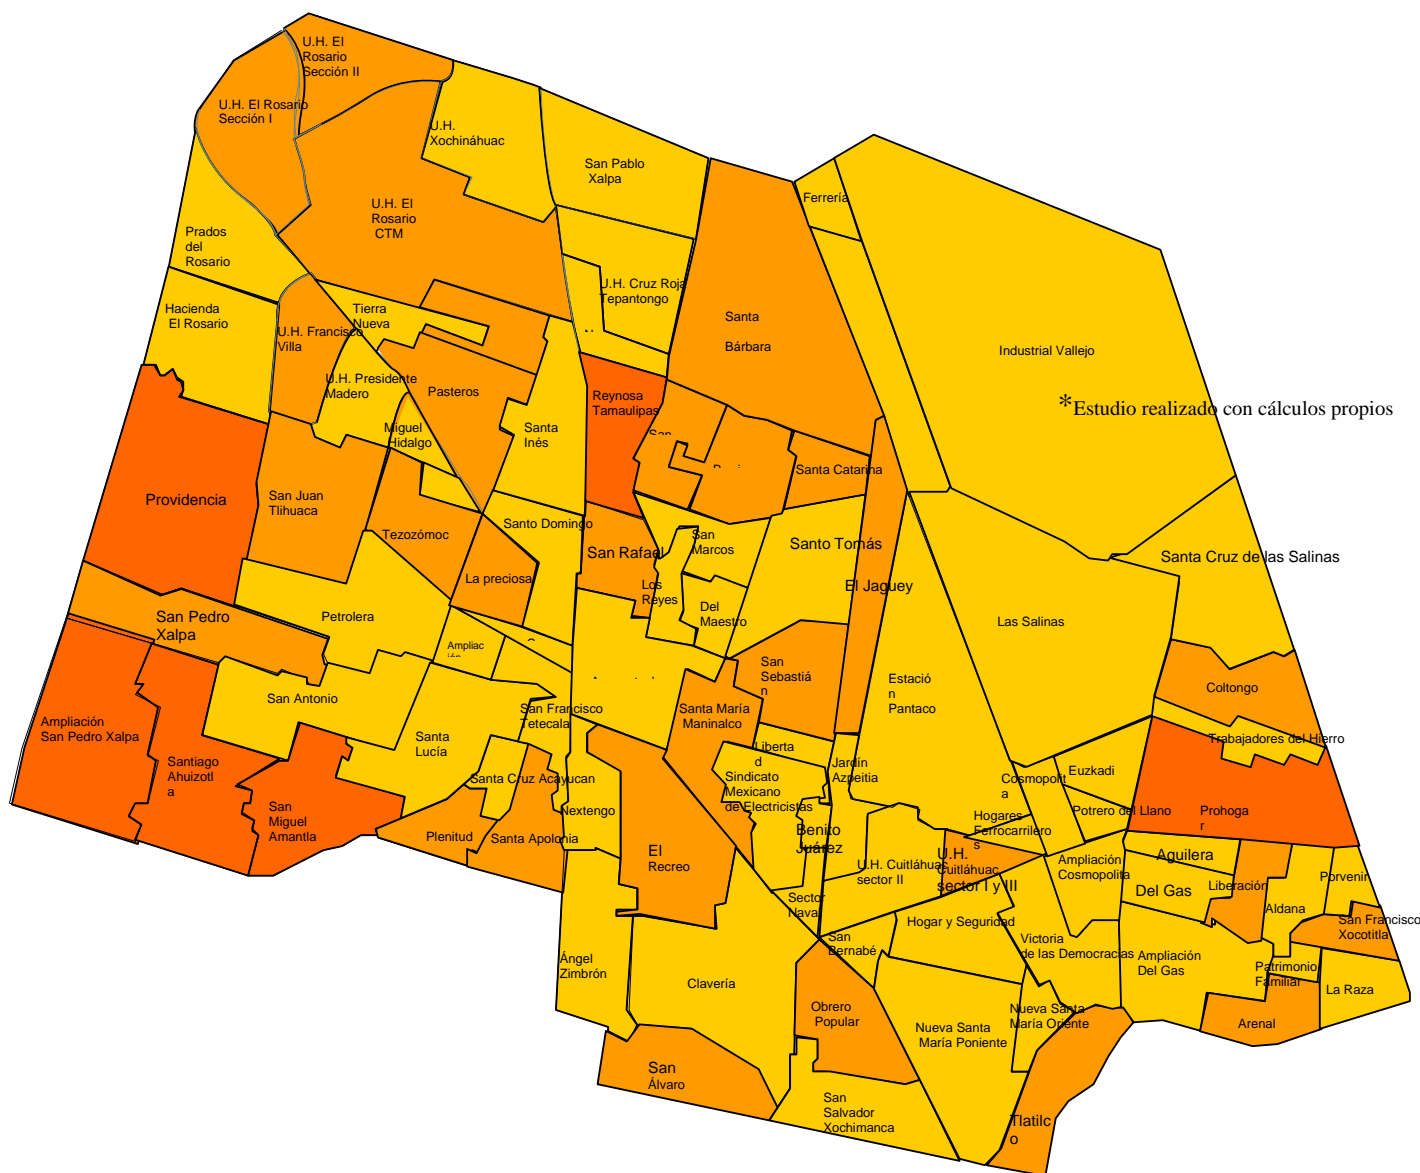 U.H. El
Rosario
Sección II
U.H. El Rosario
Sección I
U.H.
Xochináhuac
San Pablo
Xalpa
Ferrería
U.H. El
Rosario
CTM
Prados
del
Rosario
Hacienda
El Rosario
Tierra
Nueva
U.H. Francisco
Villa
U.H. Cruz Roja
Tepantongo
Santa
Bárbara
Industrial Vallejo
*Estudio realizado con cálculos propios
U.H. Presidente
Madero
Pasteros
Reynosa
Tamaulipas
Miguel
Hidalgo
Santa
Inés
San
Santa Catarina
Providencia
San Juan
Tlihuaca
Tezozómoc
Santo Domingo
San Rafael
San
Marcos
Santo Tomás
Santa Cruz de las Salinas
La preciosa
Los
Reyes
El Jaguey
Del
Maestro
San Pedro
Xalpa
Petrolera
Las Salinas
Ampliac
San
Sebastiá
n
Estació
n
Pantaco
Coltongo
San Antonio
San Francisco
Tetecala
Santa María
Maninalco
Ampliación
San Pedro Xalpa
Santa
Lucía
Trabajadores del Hierro
Santiago
Ahuizotl
a
Liberta
d
Sindicato
Mexicano
de Electricistas
Jardín
Azpeitia
Cosmopolit
a
Euzkadi
Santa Cruz Acayucan
San
Miguel
Amantla
Nextengo
Potrero del Llano
Prohoga
r
Plenitud
Santa Apolonia
Benito
Juárez
Hogares
Ferrocarrilero
s
El
Recreo
U.H. Cuitláhuac
sector II
U.H.
Cuitláhuac
sector I y III
Ampliación
Cosmopolita
Aguilera
Del Gas
Liberación
Porvenir
Aldana
Sector
Naval
Hogar y Seguridad
San Francisco
Xocotitla
San
Bernabé
Victoria
de las Democracias
Ángel
Zimbrón
Clavería
Ampliación
Del Gas
Patrimonio
Familiar
La Raza
Obrero
Popular
Nueva Santa
María Oriente
Nueva Santa
María Poniente
Arenal
San
Álvaro
San
Salvador
Xochimanca
Tlatilc
o